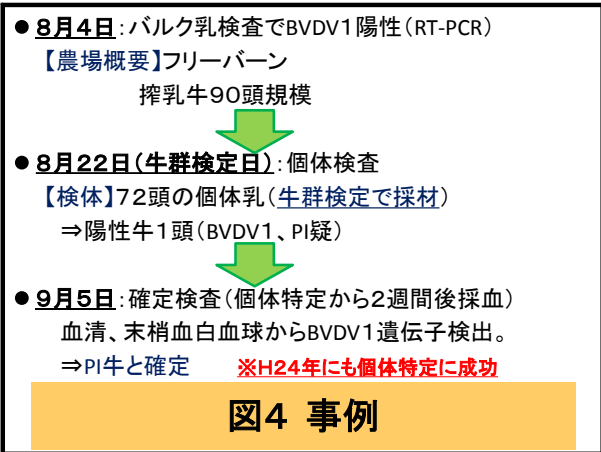 ●８月４日：バルク乳検査でBVDV１陽性（RT-PCR）
【農場概要】フリーバーン
搾乳牛９０頭規模
●８月２２日（牛群検定日）：個体検査
【検体】７２頭の個体乳（牛群検定で採材）
⇒陽性牛１頭（BVDV１、PI疑）
●９月５日：確定検査（個体特定から２週間後採血）
血清、末梢血白血球からBVDV１遺伝子検出。
⇒PI牛と確定　※H２４年にも個体特定に成功
図４ 事例